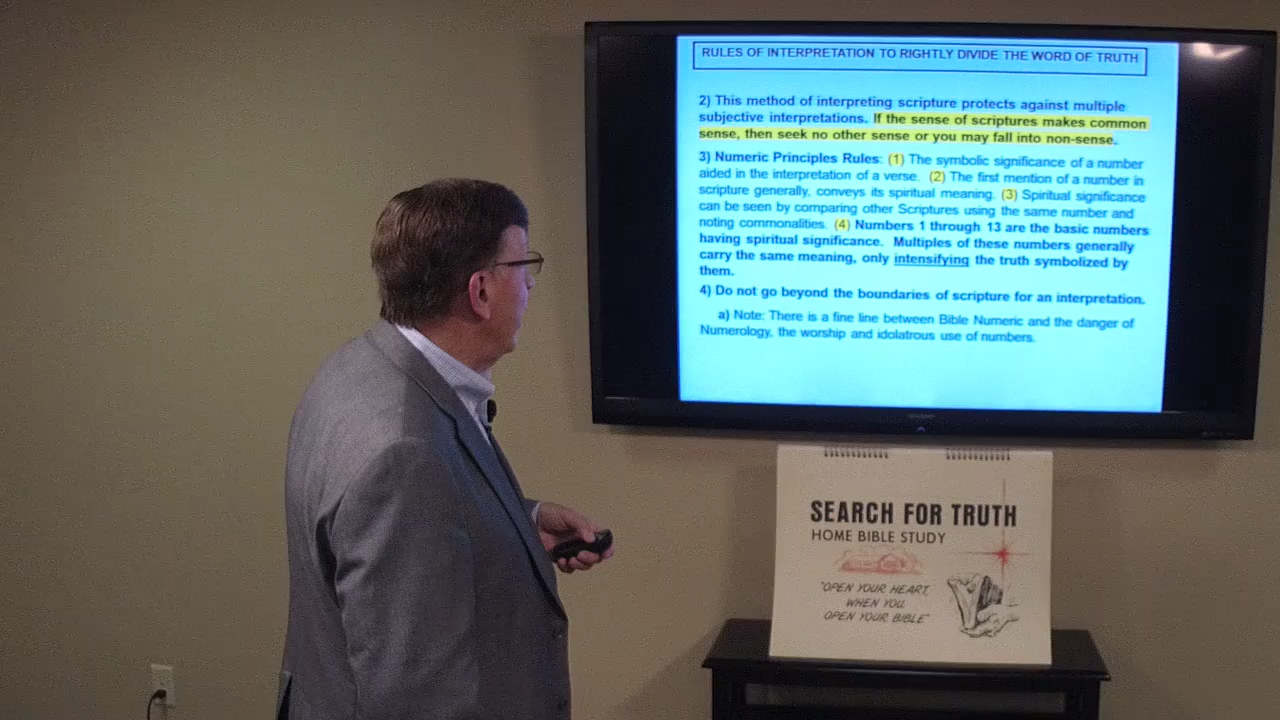 RULES OF INTERPRETATION TO RIGHTLY DIVIDE THE WORD OF TRUTH
2) This method of interpreting scripture protects against multiple
subjective interpretations. If the sense of scriptures makes common
sense, then seek no other sense or you may fall into non-sense.
3) Numeric Principles Rules: (1) The symbolic significance of a number
aided in the interpretation of a verse. (2) The first mention of a number in
scripture generally, conveys its spiritual meaning. (3) Spiritual significance
can be seen by comparing other Scriptures using the same number and
noting commonalities. (4) Numbers 1 through 13 are the basic numbers
having spiritual significance. Multiples of these numbers generally
carry the same meaning, only intensifying the truth symbolized by
them.
4) Do not go beyond the boundaries of scripture for an interpretation.
a) Note: There is a fine line between Bible Numeric and the danger of
Numerology, the worship and idolatrous use of numbers.
SEARCH FOR TRUTH
HOME BIBLE STUDY
"OPEN YOUR HEART,
WHEN YOU
OPEN YOUR BIBLE"